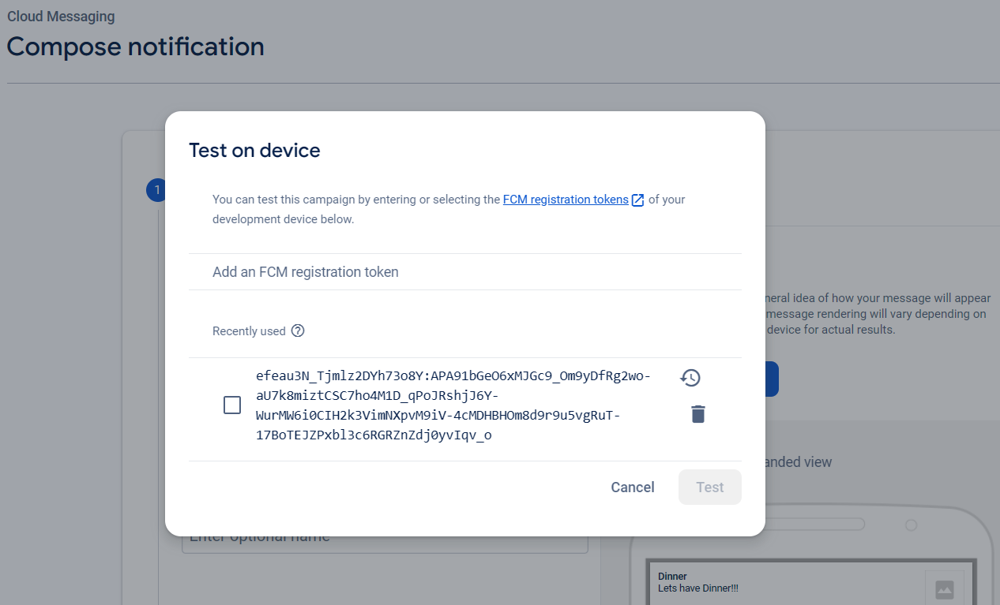 Cloud Messaging
Compose notification
Test on device
1
You can test this campaign by entering or selecting the FCM registration tokens of your
development device below.
Add an FCM registration token
neral idea of how your message will appear
message rendering will vary depending on
device for actual results.
Recently used
efeau3N_Tjmlz2DYh73o8Y:APA91bGeO6xMJGc9_Om9yDfRg2wo-
aU7k8miztCSC7ho4M1D_qPoJRshjJ6Y-
WurMW6i0CIH2k3VimNXpvM9iV-4cMDHBHOm8d9r9u5vgRuT-
17BoTEJZPxbl3c6RGRZnZdj0yvIqv_o
anded view
Cancel Test
Enter optional name
Dinner
Lets have Dinner!!!